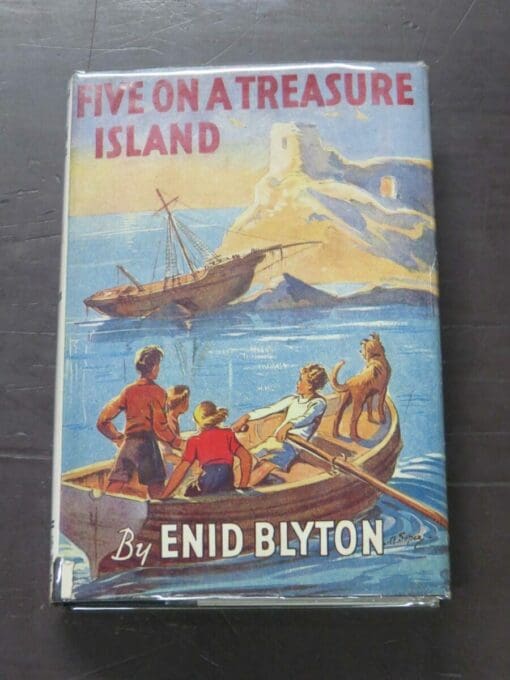 FIVE ON A TREASURE
ISLAND
By ENID BLYTON